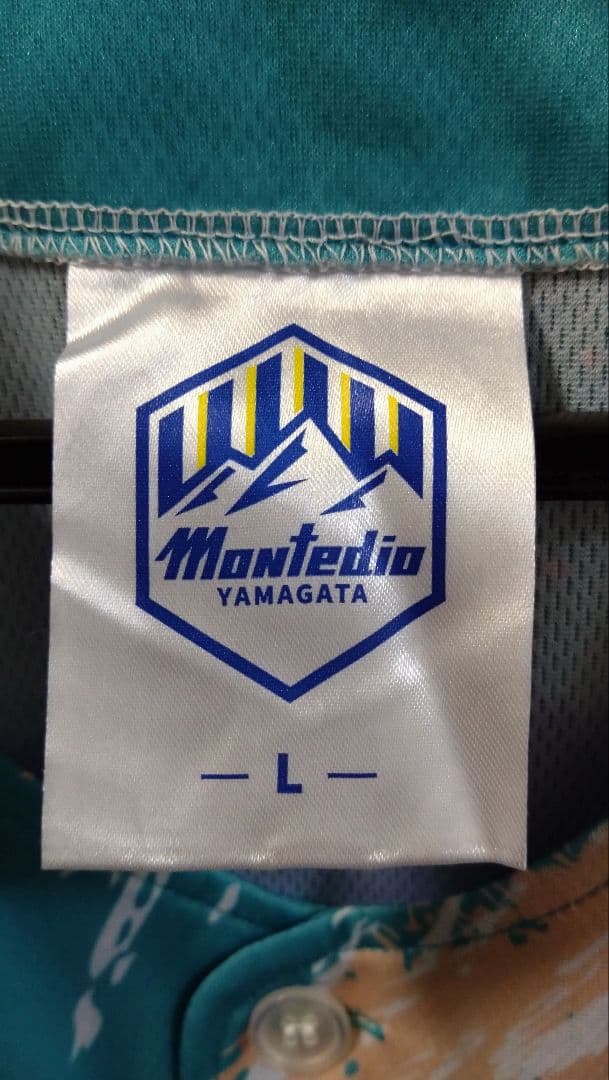 Montedio
YAMAGATA
— L —